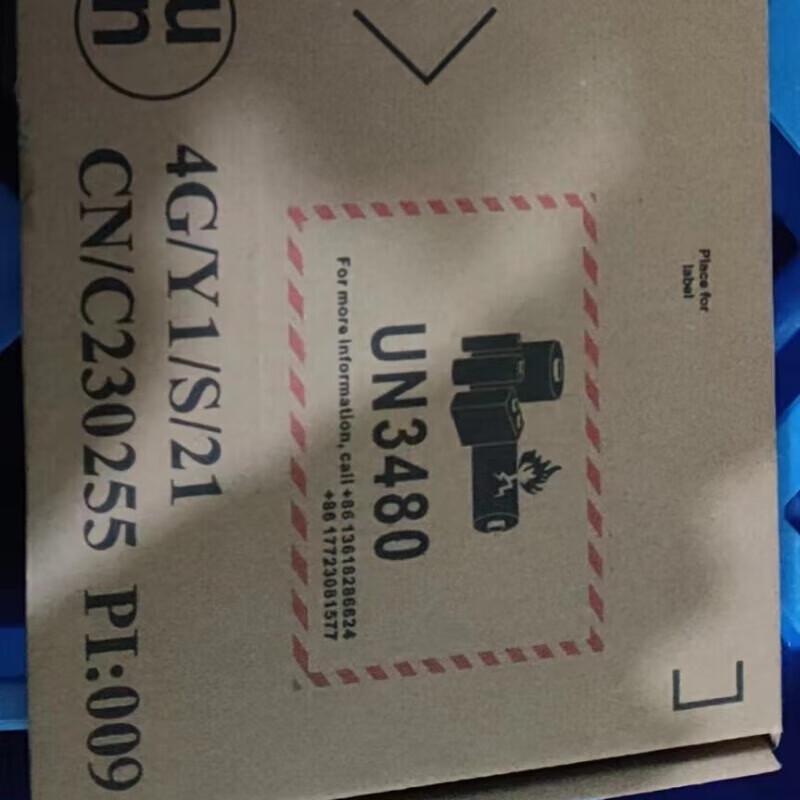 Place for
label
UN3480
For more information, call +86 13618286624
+86 17723081577
un
4G/Y1/S/21
CN/C230255 PI:009